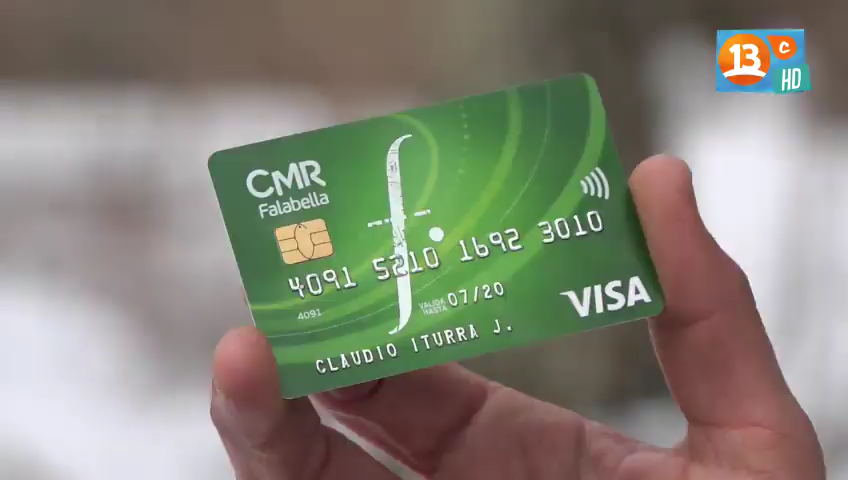 13 C
HD
CMR
Falabella
f.
4091 5210 1692 3010
4091
VALIDA
HASTA 07/20
VISA
CLAUDIO ITURRA J.